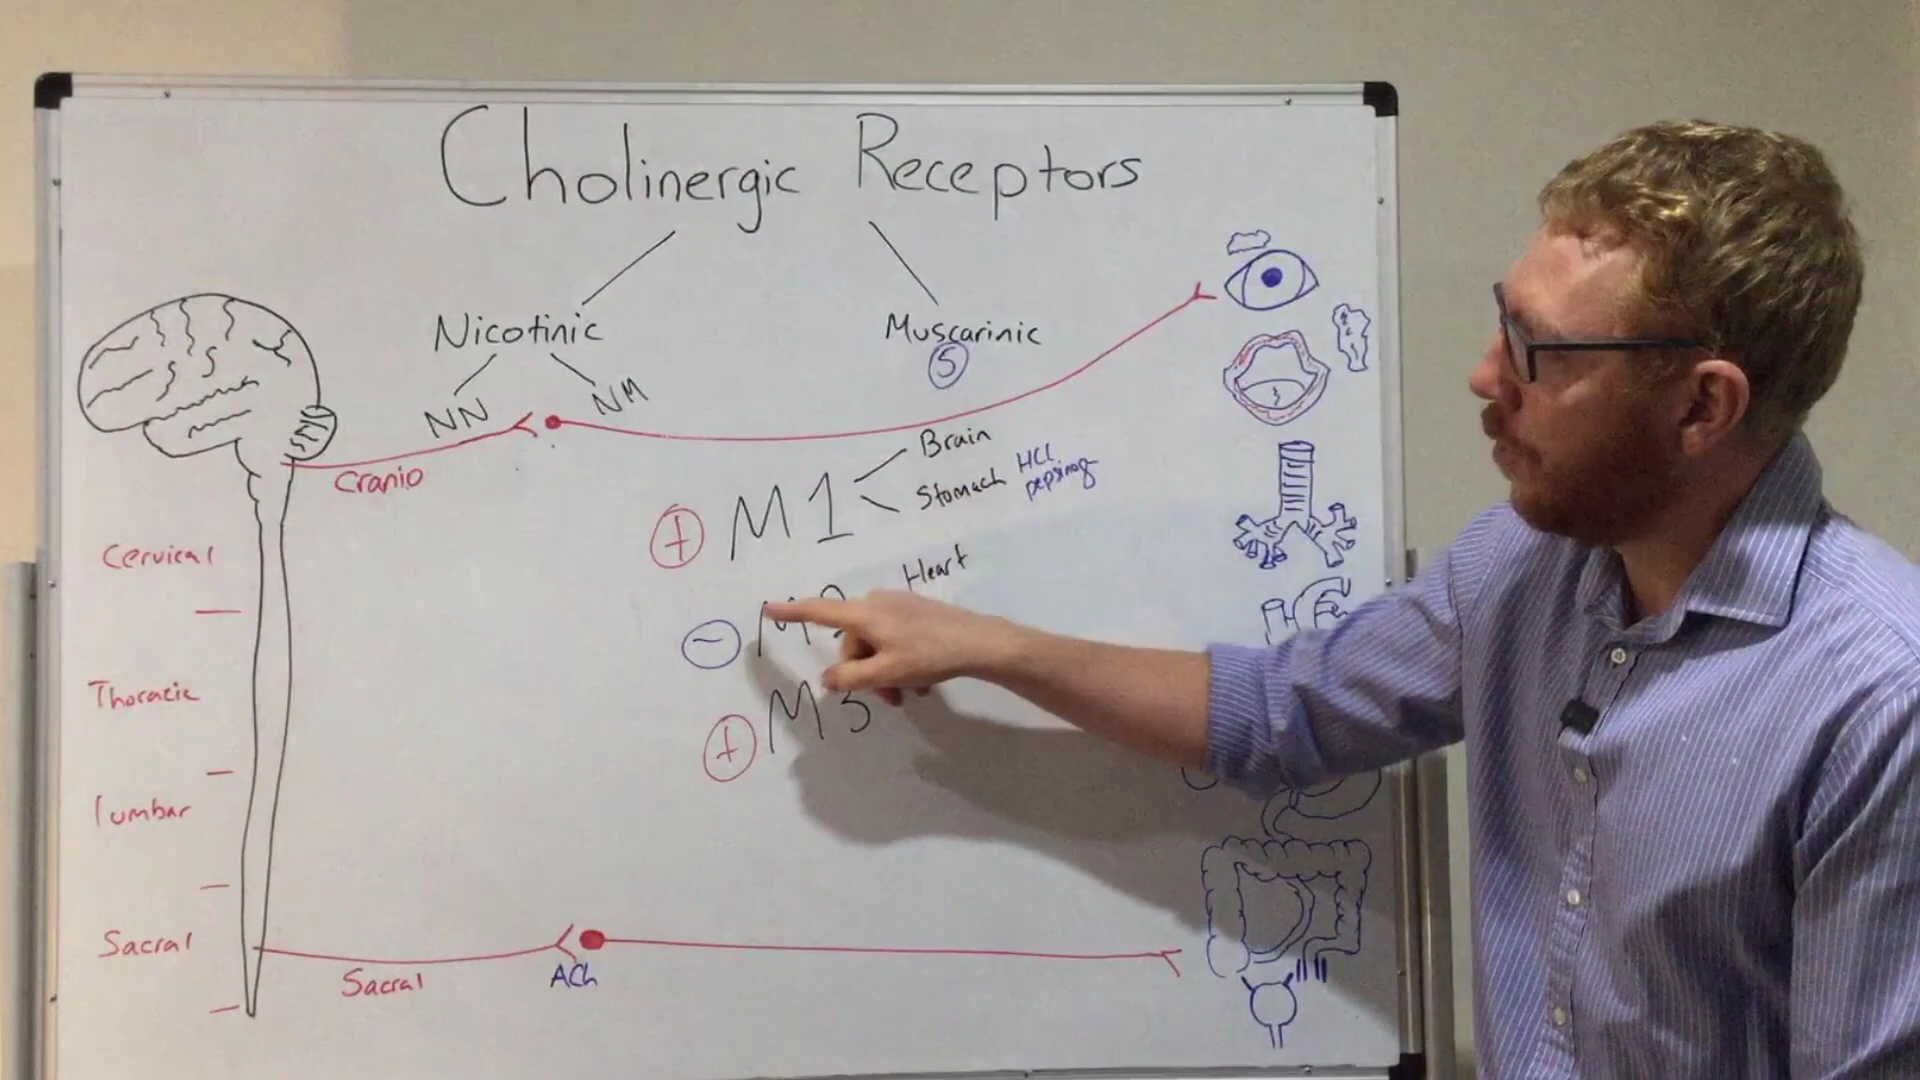 Cholinergic Receptors
Nicotinic
Muscarinic
5
NN
NM
Cranio
Brain
+ M1
Stomach HCl
pepsinog
Heart
- M2
+ M3
Cervical
Thoracic
lumbar
Sacral
Sacral
ACh